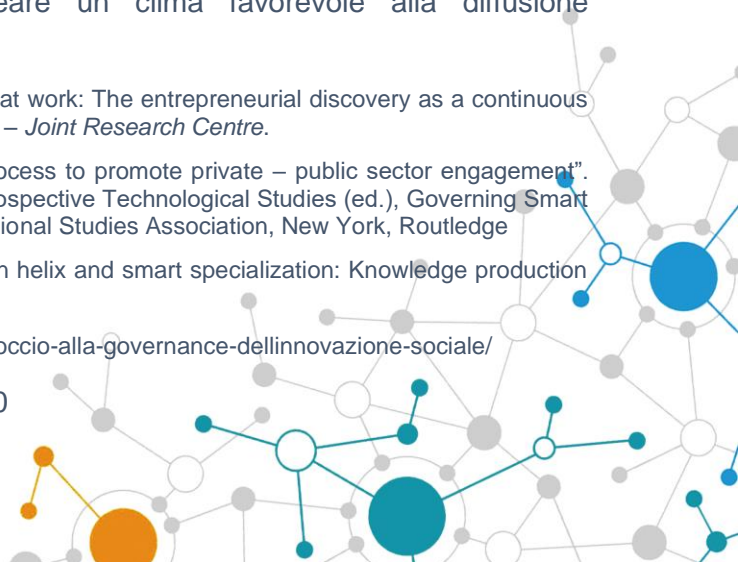 eare un clima favorevole alla diffusione
at work: The entrepreneurial discovery as a continuous
– Joint Research Centre.
ocess to promote private – public sector engagement”.
ospective Technological Studies (ed.), Governing Smart
ional Studies Association, New York, Routledge
n helix and smart specialization: Knowledge production
occio-alla-governance-dellinnovazione-sociale/
0